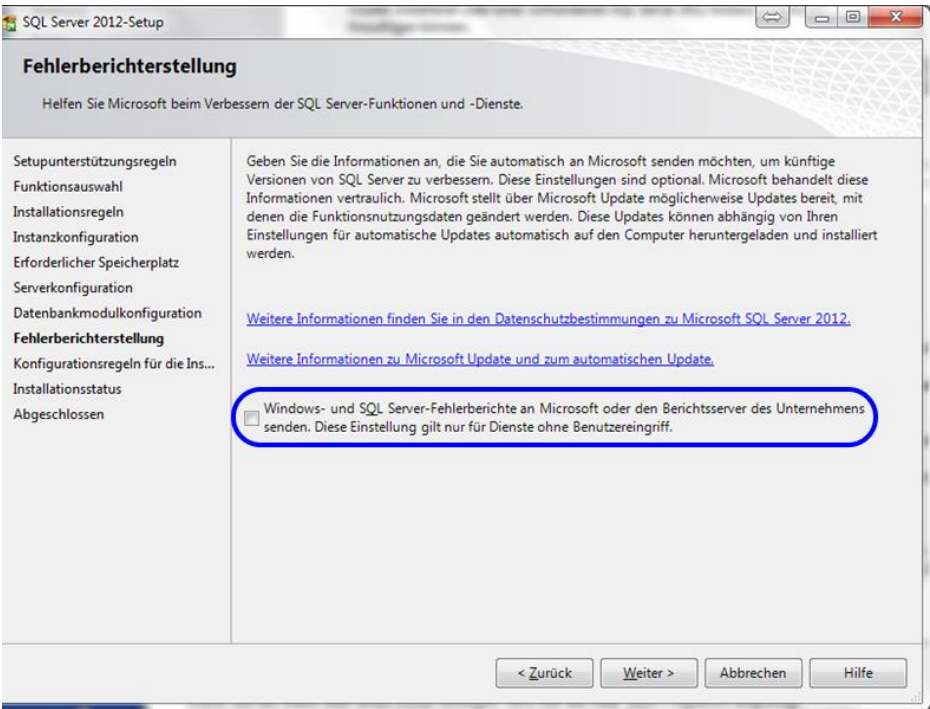 SQL Server 2012-Setup
Fehlerberichterstellung
Helfen Sie Microsoft beim Verbessern der SQL Server-Funktionen und -Dienste.
Setupunterstützungsregeln
Funktionsauswahl
Installationsregeln
Instanzkonfiguration
Erforderlicher Speicherplatz
Serverkonfiguration
Datenbankmodulkonfiguration
Fehlerberichterstellung
Konfigurationsregeln für die Ins...
Installationsstatus
Abgeschlossen
Geben Sie die Informationen an, die Sie automatisch an Microsoft senden möchten, um künftige
Versionen von SQL Server zu verbessern. Diese Einstellungen sind optional. Microsoft behandelt diese
Informationen vertraulich. Microsoft stellt über Microsoft Update möglicherweise Updates bereit, mit
denen die Funktionsnutzungsdaten geändert werden. Diese Updates können abhängig von Ihren
Einstellungen für automatische Updates automatisch auf den Computer heruntergeladen und installiert
werden.
Weitere Informationen finden Sie in den Datenschutzbestimmungen zu Microsoft SQL Server 2012.
Weitere Informationen zu Microsoft Update und zum automatischen Update.
Windows- und SQL Server-Fehlerberichte an Microsoft oder den Berichtsserver des Unternehmens
senden. Diese Einstellung gilt nur für Dienste ohne Benutzereingriff.
< Zurück
Weiter >
Abbrechen
Hilfe